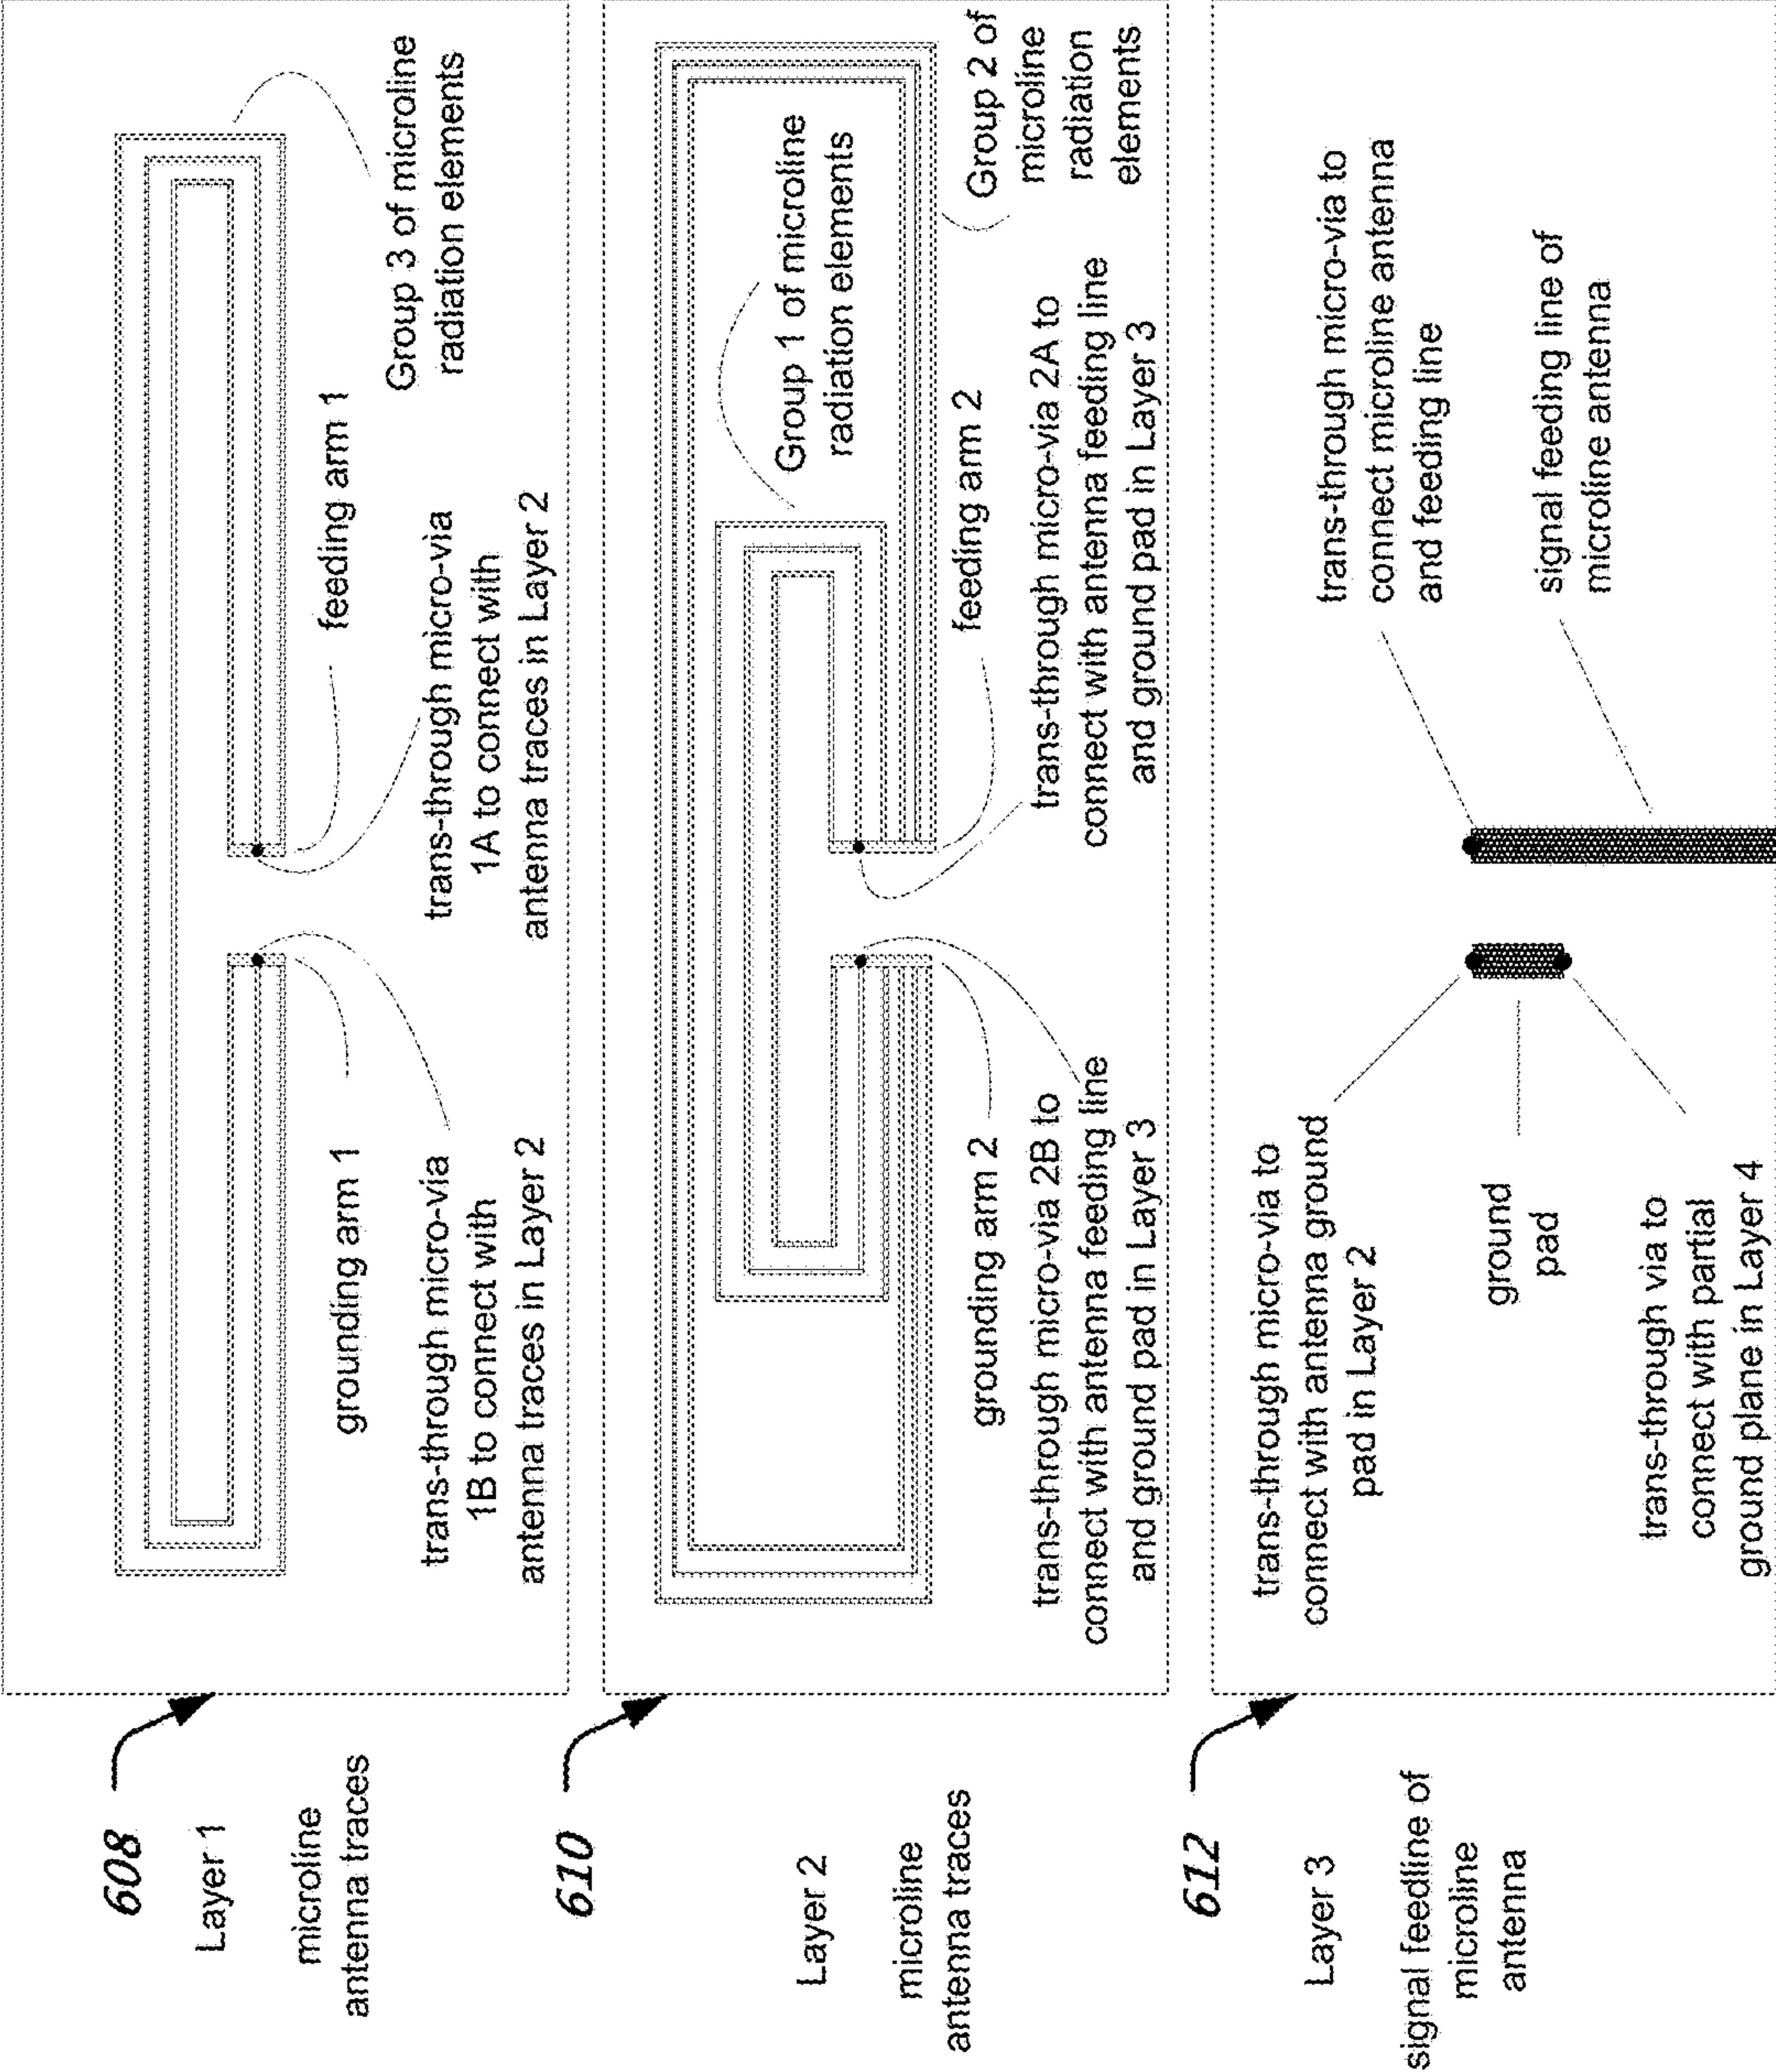 608
Layer 1
microline
antenna traces
Group 3 of microline
radiation elements
feeding arm 1
grounding arm 1
trans-through micro-via
1B to connect with
antenna traces in Layer 2
trans-through micro-via
1A to connect with
antenna traces in Layer 2
610
Layer 2
microline
antenna traces
Group 1 of microline
radiation elements
Group 2 of
microline
radiation
elements
grounding arm 2
feeding arm 2
trans-through micro-via 2B to
connect with antenna feeding line
and ground pad in Layer 3
trans-through micro-via 2A to
connect with antenna feeding line
and ground pad in Layer 3
612
Layer 3
signal feedline of
microline
antenna
trans-through micro-via to
connect with antenna ground
pad in Layer 2
ground
pad
trans-through via to
connect with partial
ground plane in Layer 4
trans-through micro-via to
connect microline antenna
and feeding line
signal feeding line of
microline antenna